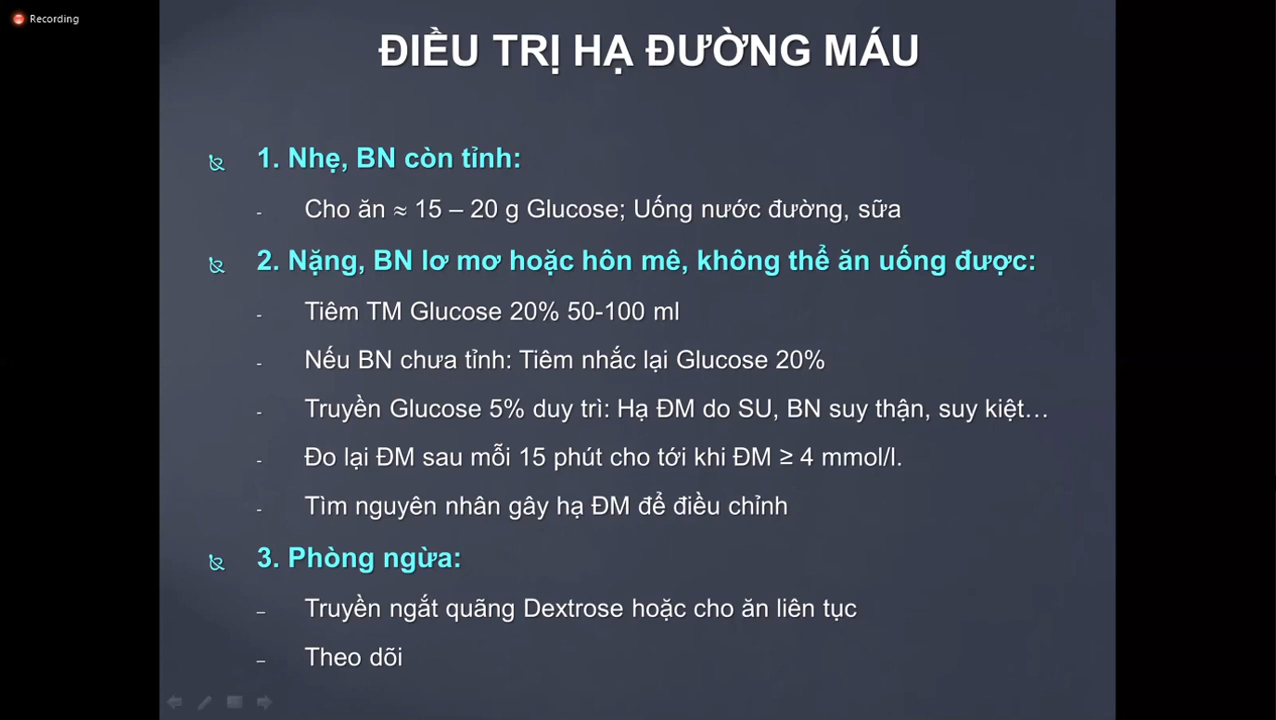 Recording
ĐIỀU TRỊ HẠ ĐƯỜNG MÁU
1. Nhẹ, BN còn tỉnh:
- Cho ăn ≈ 15 – 20 g Glucose; Uống nước đường, sữa
2. Nặng, BN lơ mơ hoặc hôn mê, không thể ăn uống được:
- Tiêm TM Glucose 20% 50-100 ml
- Nếu BN chưa tỉnh: Tiêm nhắc lại Glucose 20%
- Truyền Glucose 5% duy trì: Hạ ĐM do SU, BN suy thận, suy kiệt…
- Đo lại ĐM sau mỗi 15 phút cho tới khi ĐM ≥ 4 mmol/l.
- Tìm nguyên nhân gây hạ ĐM để điều chỉnh
3. Phòng ngừa:
– Truyền ngắt quãng Dextrose hoặc cho ăn liên tục
– Theo dõi